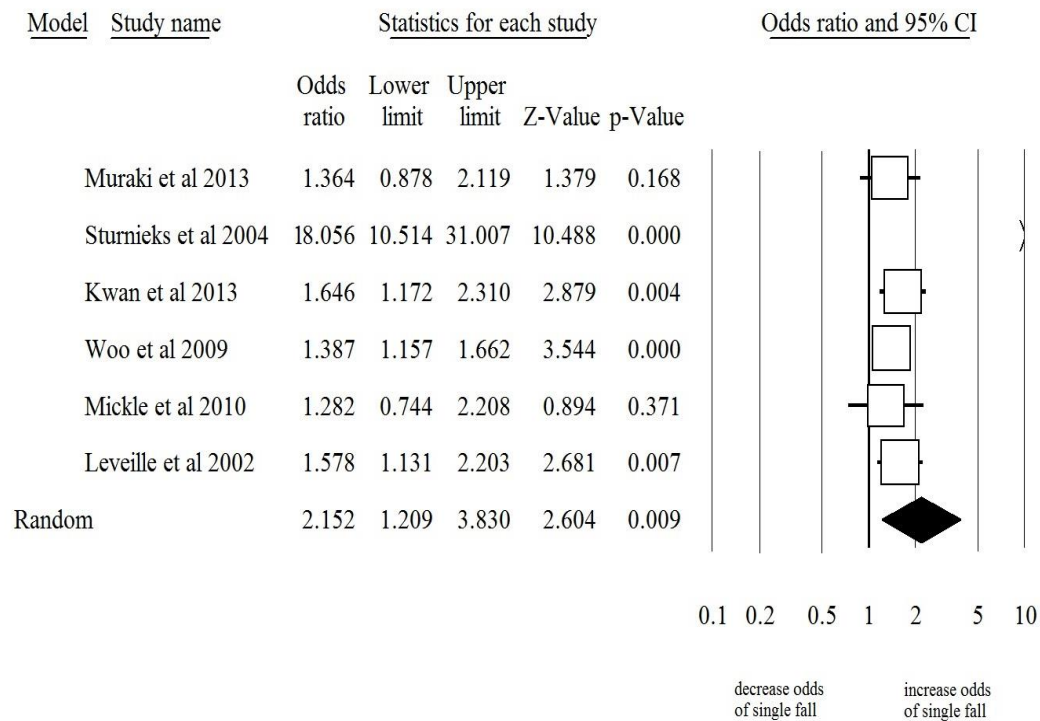 Model Study name Statistics for each study Odds ratio and 95% CI
Odds Lower Upper
ratio limit limit Z-Value p-Value
Muraki et al 2013 1.364 0.878 2.119 1.379 0.168
Sturnieks et al 2004 18.056 10.514 31.007 10.488 0.000
Kwan et al 2013 1.646 1.172 2.310 2.879 0.004
Woo et al 2009 1.387 1.157 1.662 3.544 0.000
Mickle et al 2010 1.282 0.744 2.208 0.894 0.371
Leveille et al 2002 1.578 1.131 2.203 2.681 0.007
Random 2.152 1.209 3.830 2.604 0.009
0.1 0.2 0.5 1 2 5 10
decrease odds increase odds
of single fall of single fall